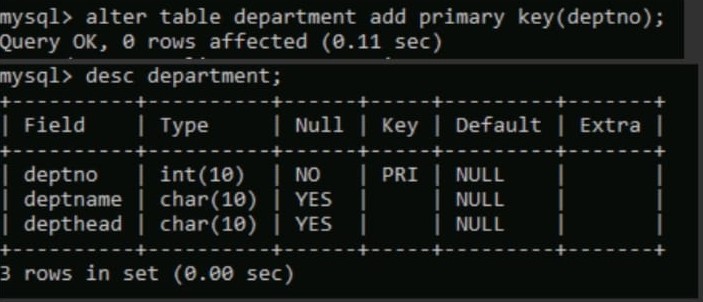 mysql> alter table department add primary key(deptno);
Query OK, 0 rows affected (0.11 sec)
mysql> desc department;
+----------+----------+------+-----+---------+-------+
| Field    | Type     | Null | Key | Default | Extra |
+----------+----------+------+-----+---------+-------+
| deptno   | int(10)  | NO   | PRI | NULL    |       |
| deptname | char(10) | YES  |     | NULL    |       |
| depthead | char(10) | YES  |     | NULL    |       |
+----------+----------+------+-----+---------+-------+
3 rows in set (0.00 sec)